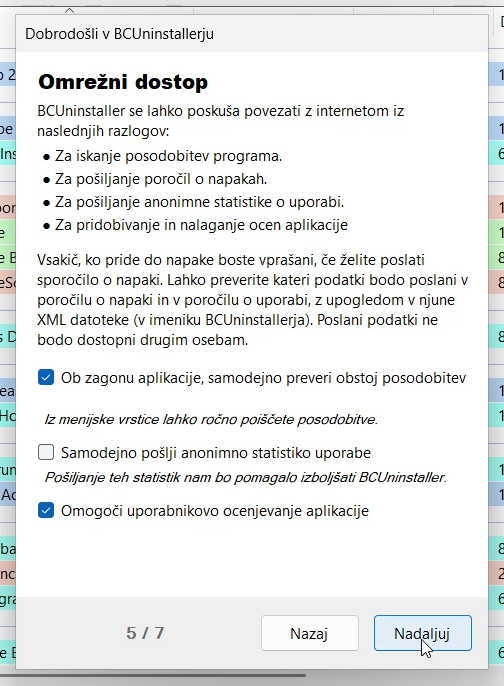 Dobrodošli v BCUninstallerju
Omrežni dostop
BCUninstaller se lahko poskuša povezati z internetom iz
naslednjih razlogov:
● Za iskanje posodobitev programa.
● Za pošiljanje poročil o napakah.
● Za pošiljanje anonimne statistike o uporabi.
● Za pridobivanje in nalaganje ocen aplikacije
Vsakič, ko pride do napake boste vprašani, če želite poslati
sporočilo o napaki. Lahko preverite kateri podatki bodo poslani v
poročilu o napaki in v poročilu o uporabi, z vpogledom v njune
XML datoteke (v imeniku BCUninstallerja). Poslani podatki ne
bodo dostopni drugim osebam.
Ob zagonu aplikacije, samodejno preveri obstoj posodobitev
Iz menijske vrstice lahko ročno poiščete posodobitve.
Samodejno pošlji anonimno statistiko uporabe
Pošiljanje teh statistik nam bo pomagalo izboljšati BCUninstaller.
Omogoči uporabnikovo ocenjevanje aplikacije
5 / 7
Nazaj
Nadaljuj